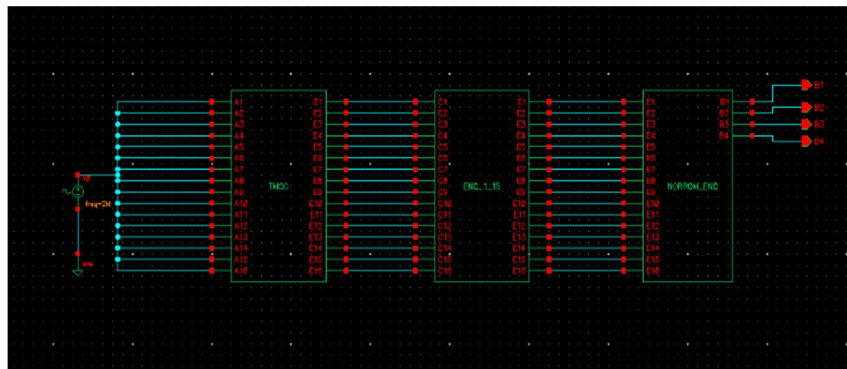 A1 E1 C1 E1 E1 B1 B1
A2 E2 C2 E2 E2 B2 B2
A3 E3 C3 E3 E3 B3 B3
A4 E4 C4 E4 E4 B4 B4
A5 E5 C5 E5 E5
A6 E6 C6 E6 E6
A7 E7 C7 E7 E7
A8 E8 C8 E8 E8
TMCC ENC_1_15 NORROM_ENC
A9 E9 C9 E9 E9
A10 E10 C10 E10 E10
A11 E11 C11 E11 E11
A12 E12 C12 E12 E12
A13 E13 C13 E13 E13
A14 E14 C14 E14 E14
A15 E15 C15 E15 E15
A16 E16 C16 E16 E16